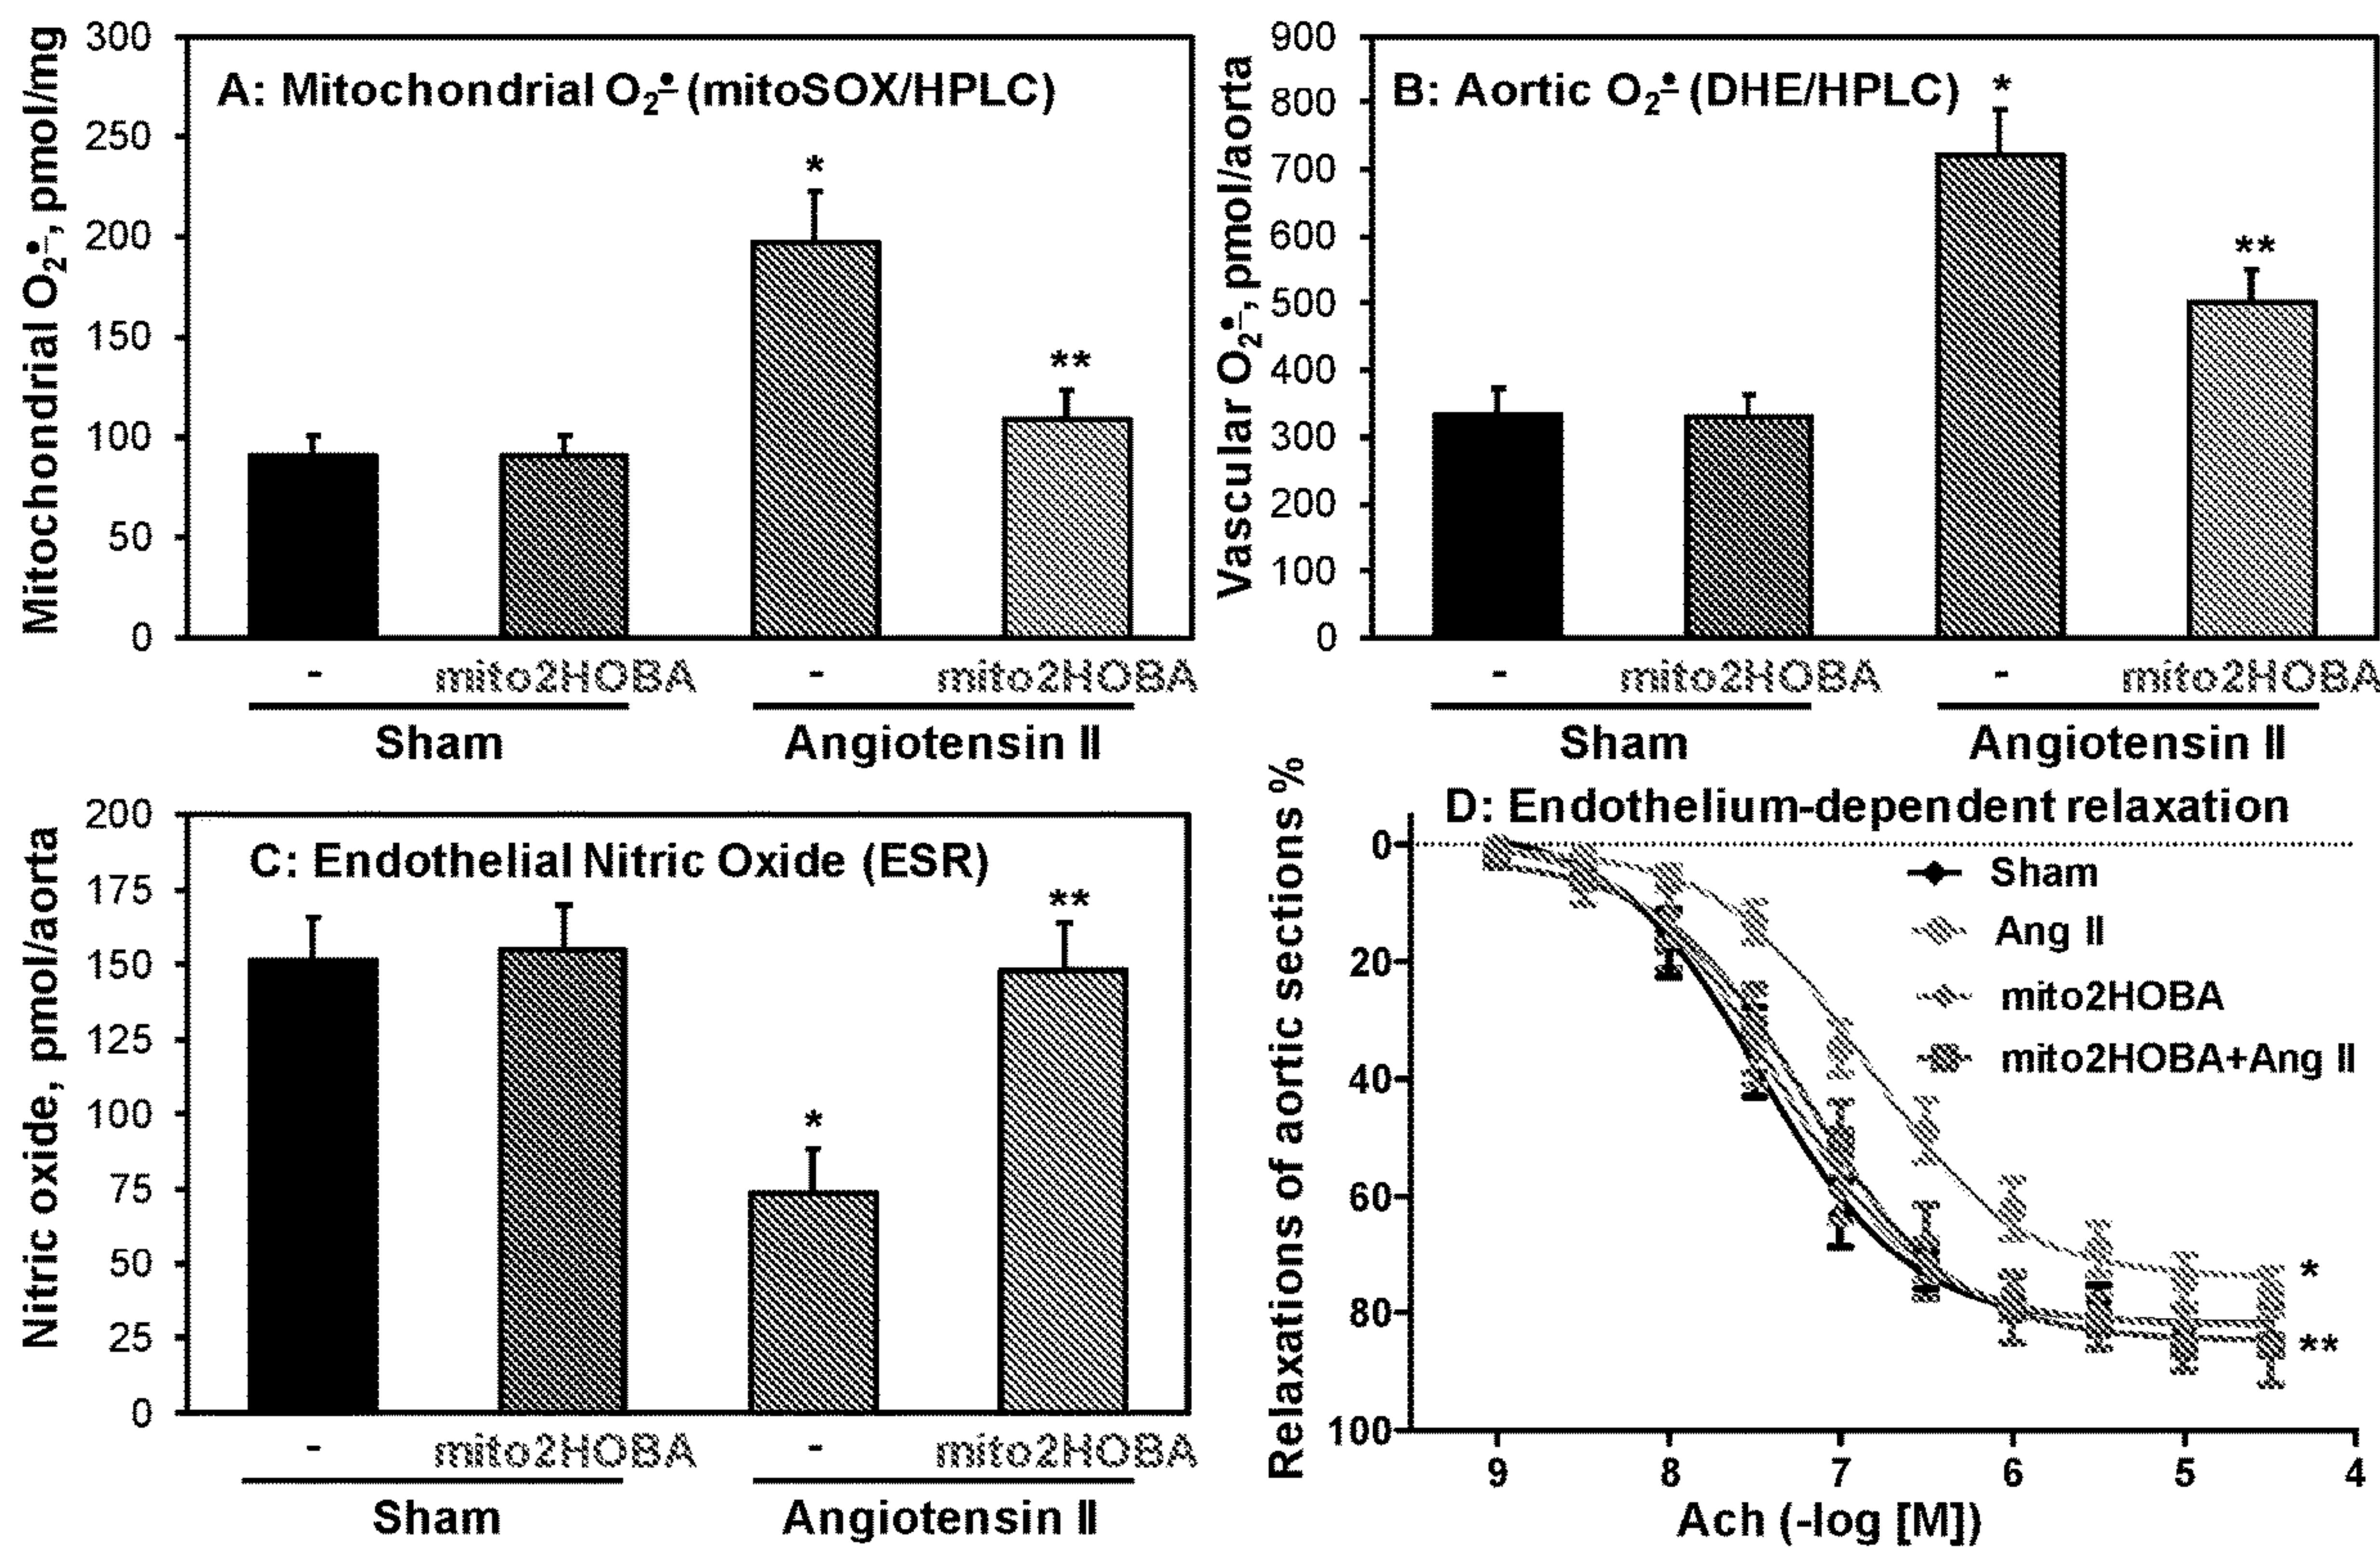 A: Mitochondrial O₂•− (mitoSOX/HPLC)
Mitochondrial O₂•−, pmol/mg
300
250
200
150
100
50
0
*
**
- mito2HOBA - mito2HOBA
Sham Angiotensin II
B: Aortic O₂•− (DHE/HPLC)
Vascular O₂•−, pmol/aorta
900
800
700
600
500
400
300
200
100
0
*
**
- mito2HOBA - mito2HOBA
Sham Angiotensin II
C: Endothelial Nitric Oxide (ESR)
Nitric oxide, pmol/aorta
200
175
150
125
100
75
50
25
0
*
**
- mito2HOBA - mito2HOBA
Sham Angiotensin II
D: Endothelium-dependent relaxation
Relaxations of aortic sections %
0
20
40
60
80
100
Sham
Ang II
mito2HOBA
mito2HOBA+Ang II
*
**
9 8 7 6 5 4
Ach (-log [M])